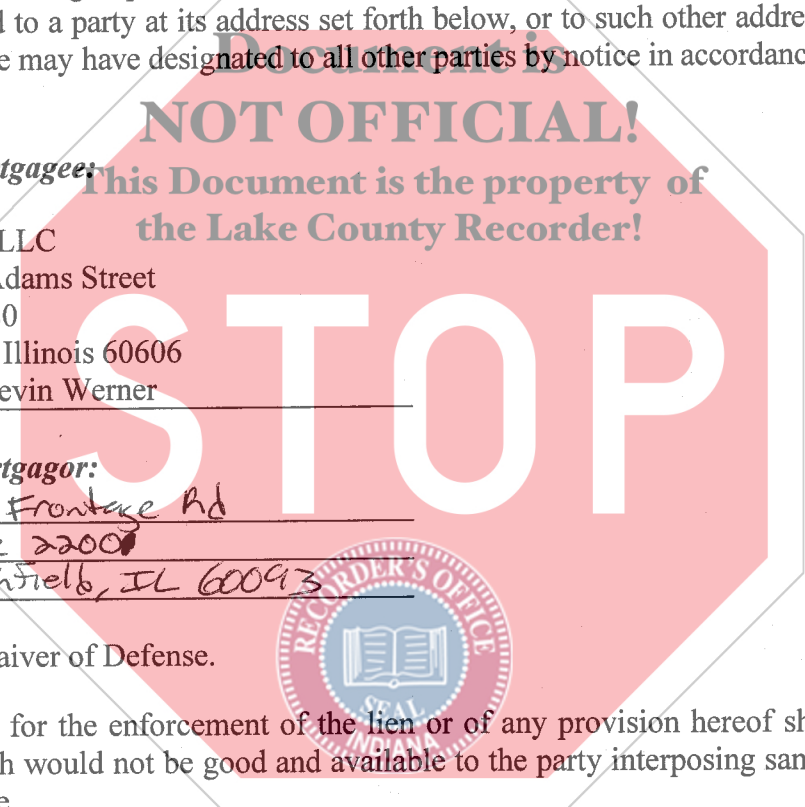 d to a party at its address set forth below, or to such other addre
e may have designated to all other parties by notice in accordanc
Document is
NOT OFFICIAL!
This Document is the property of
the Lake County Recorder!
tgagee:
LLC
Adams Street
0
Illinois 60606
evin Werner
STOP
rtgagor:
Frontage Rd
2200
hfield, IL 60093
RECORDER'S OFFICE
SEAL
INDIANA
aiver of Defense.
for the enforcement of the lien or of any provision hereof sh
h would not be good and available to the party interposing sam
e